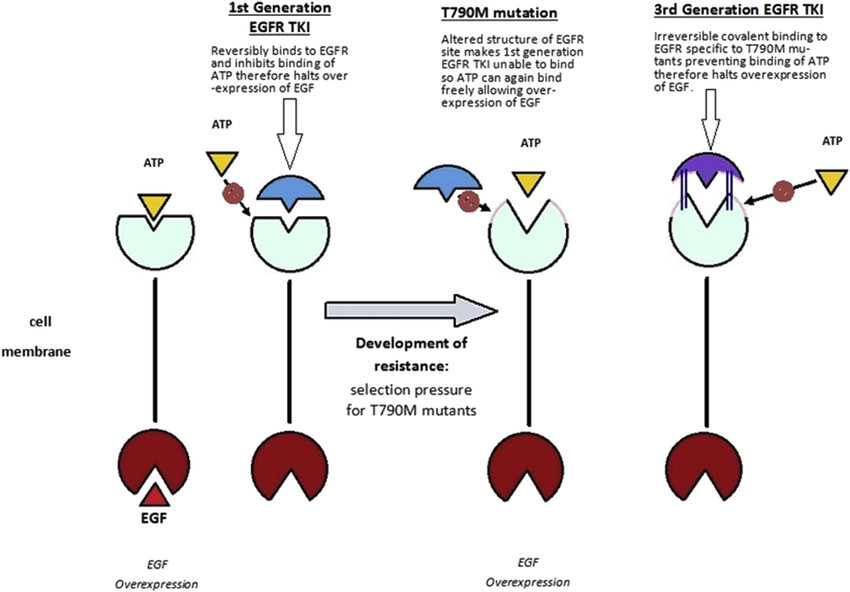 1st Generation
EGFR TKI
Reversibly binds to EGFR
and inhibits binding of
ATP therefore halts over
-expression of EGF
T790M mutation
Altered structure of EGFR
site makes 1st generation
EGFR TKI unable to bind
so ATP can again bind
freely allowing over-
expression of EGF
3rd Generation EGFR TKI
Irreversible covalent binding to
EGFR specific to T790M mu-
tants preventing binding of ATP
therefore halts overexpression
of EGF.
ATP
ATP
ATP
ATP
cell
membrane
Development of
resistance:
selection pressure
for T790M mutants
EGF
EGF
Overexpression
EGF
Overexpression